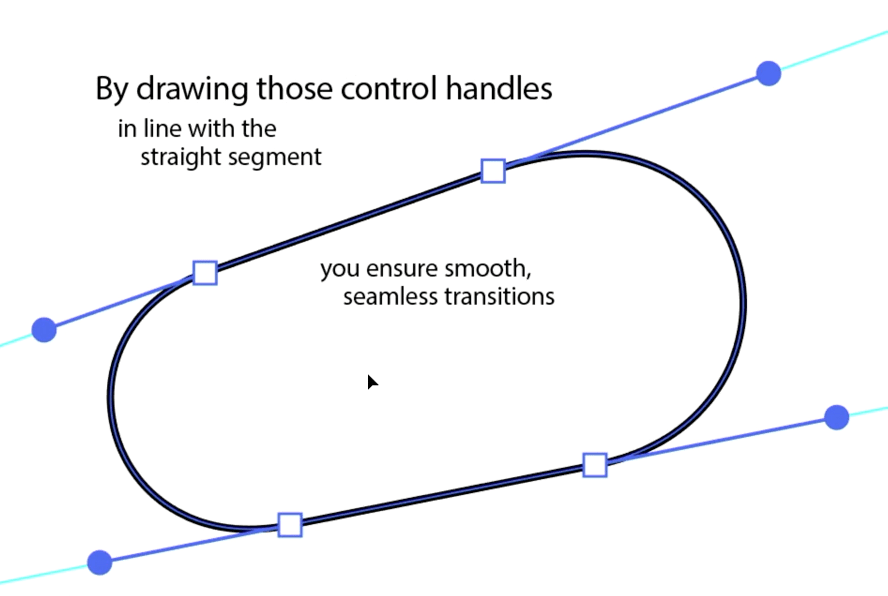 By drawing those control handles
in line with the
straight segment
you ensure smooth,
seamless transitions